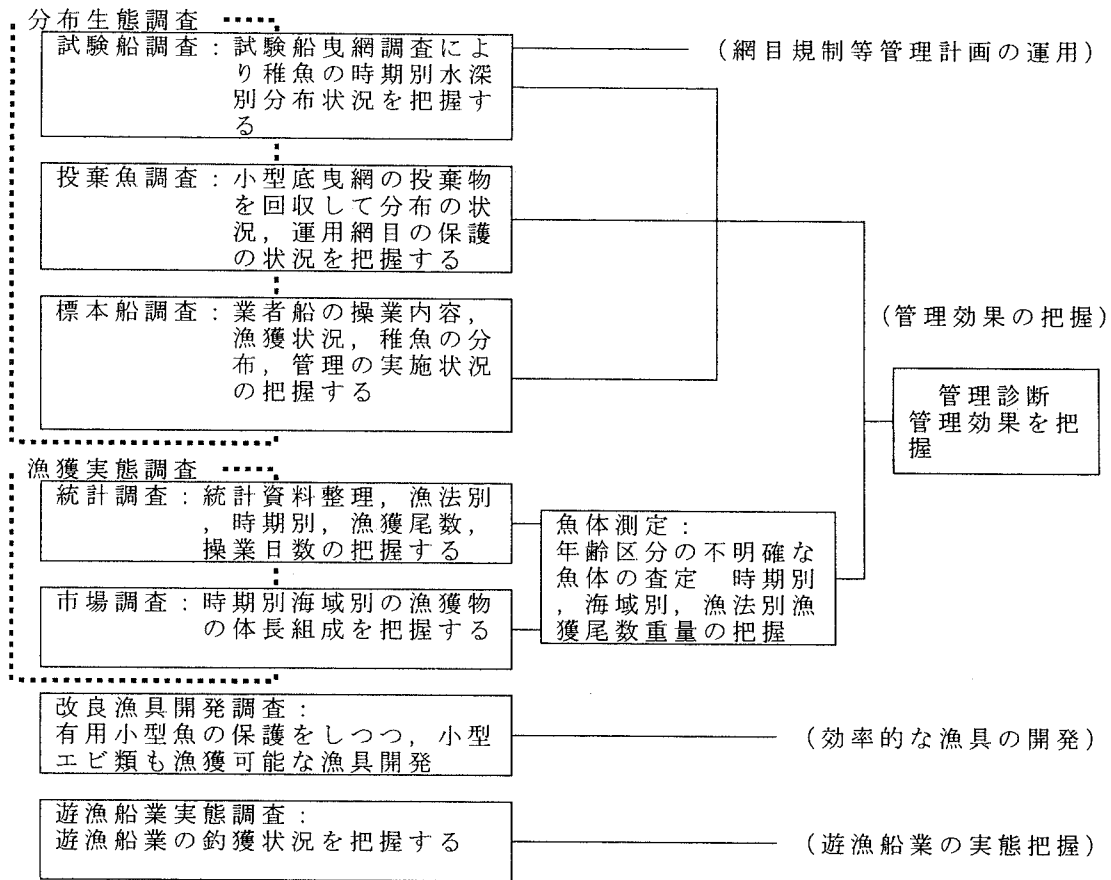 分布生態調査
試験船調査：試験船曳網調査によ
り稚魚の時期別水深
別分布状況を把握す
る
（網目規制等管理計画の運用）
投棄魚調査：小型底曳網の投棄物
を回収して分布の状
況，運用網目の保護
の状況を把握する
標本船調査：業者船の操業内容，
漁獲状況，稚魚の分
布，管理の実施状況
の把握する
（管理効果の把握）
管理診断
管理効果を把
握
漁獲実態調査
統計調査：統計資料整理，漁法別
，時期別，漁獲尾数，
操業日数の把握する
市場調査：時期別海域別の漁獲物
の体長組成を把握する
魚体測定：
年齢区分の不明確な
魚体の査定　時期別
，海域別，漁法別漁
獲尾数重量の把握
改良漁具開発調査：
有用小型魚の保護をしつつ，小型
エビ類も漁獲可能な漁具開発
（効率的な漁具の開発）
遊漁船業実態調査：
遊漁船業の釣獲状況を把握する
（遊漁船業の実態把握）